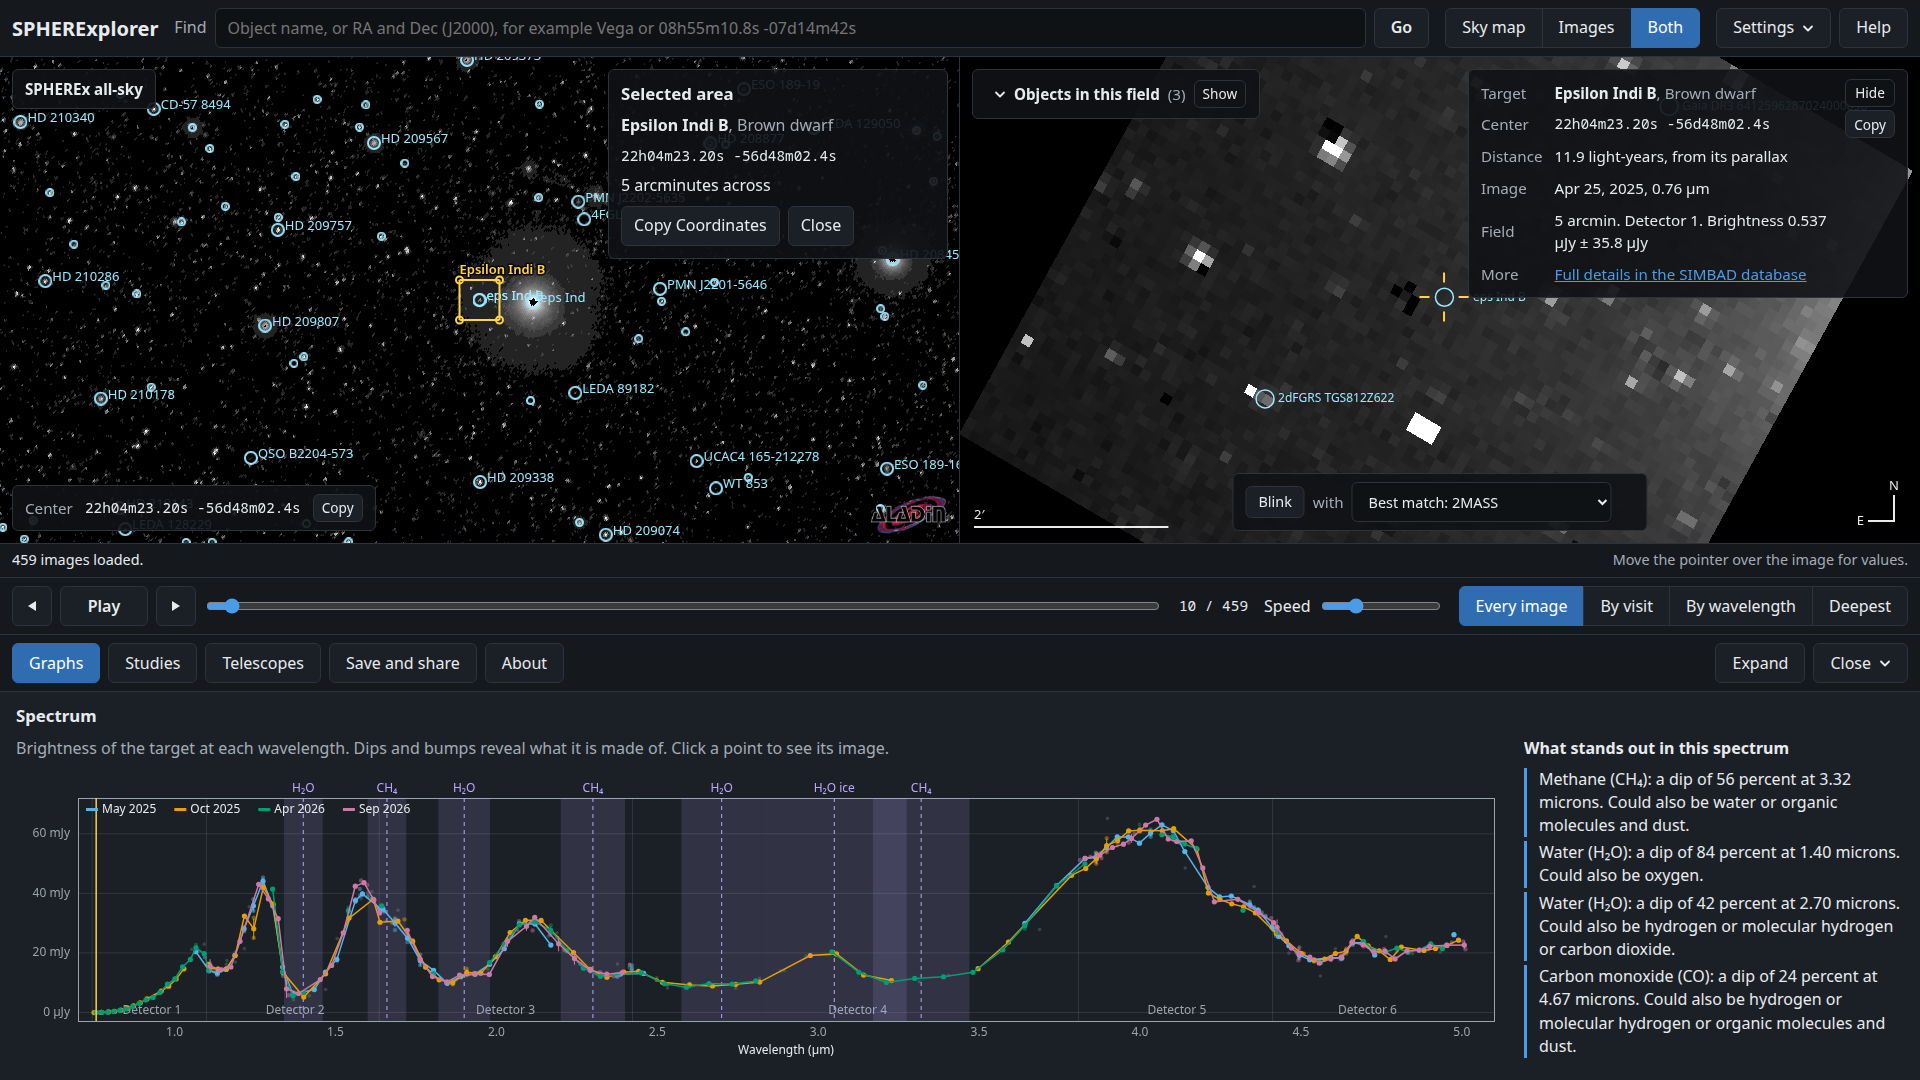 SPHERExplorer
Find
Object name, or RA and Dec (J2000), for example Vega or 08h55m10.8s -07d14m42s
Go
Sky map
Images
Both
Settings
Help
SPHEREx all-sky
HD 210340
CD-57 8494
HD 209567
HD 209757
HD 210286
HD 209807
HD 210178
QSO B2204-573
HD 209338
HD 209074
LEDA 89182
UCAC4 165-212278
WT 853
PMN J2201-5646
Epsilon Indi B
eps Ind B
eps Ind
ESO 189-19
Selected area
Epsilon Indi B, Brown dwarf
22h04m23.20s -56d48m02.4s
5 arcminutes across
Copy Coordinates
Close
Center 22h04m23.20s -56d48m02.4s
Copy
LEDA 128229
Objects in this field (3)
Show
Target Epsilon Indi B, Brown dwarf
Hide
Center 22h04m23.20s -56d48m02.4s
Copy
Distance 11.9 light-years, from its parallax
Image Apr 25, 2025, 0.76 µm
Field 5 arcmin. Detector 1. Brightness 0.537
µJy ± 35.8 µJy
More Full details in the SIMBAD database
eps Ind B
2dFGRS TGS812Z622
Blink with
Best match: 2MASS
2′
N
E
459 images loaded.
Move the pointer over the image for values.
Play
10 / 459
Speed
Every image
By visit
By wavelength
Deepest
Graphs
Studies
Telescopes
Save and share
About
Expand
Close
Spectrum
Brightness of the target at each wavelength. Dips and bumps reveal what it is made of. Click a point to see its image.
H₂O
CH₄
H₂O
CH₄
H₂O
H₂O ice
CH₄
May 2025
Oct 2025
Apr 2026
Sep 2026
60 mJy
40 mJy
20 mJy
0 µJy
Detector 1
Detector 2
Detector 3
Detector 4
Detector 5
Detector 6
1.0
1.5
2.0
2.5
3.0
3.5
4.0
4.5
5.0
Wavelength (µm)
What stands out in this spectrum
Methane (CH₄): a dip of 56 percent at 3.32
microns. Could also be water or organic
molecules and dust.
Water (H₂O): a dip of 84 percent at 1.40 microns.
Could also be oxygen.
Water (H₂O): a dip of 42 percent at 2.70 microns.
Could also be hydrogen or molecular hydrogen
or carbon dioxide.
Carbon monoxide (CO): a dip of 24 percent at
4.67 microns. Could also be hydrogen or
molecular hydrogen or organic molecules and
dust.